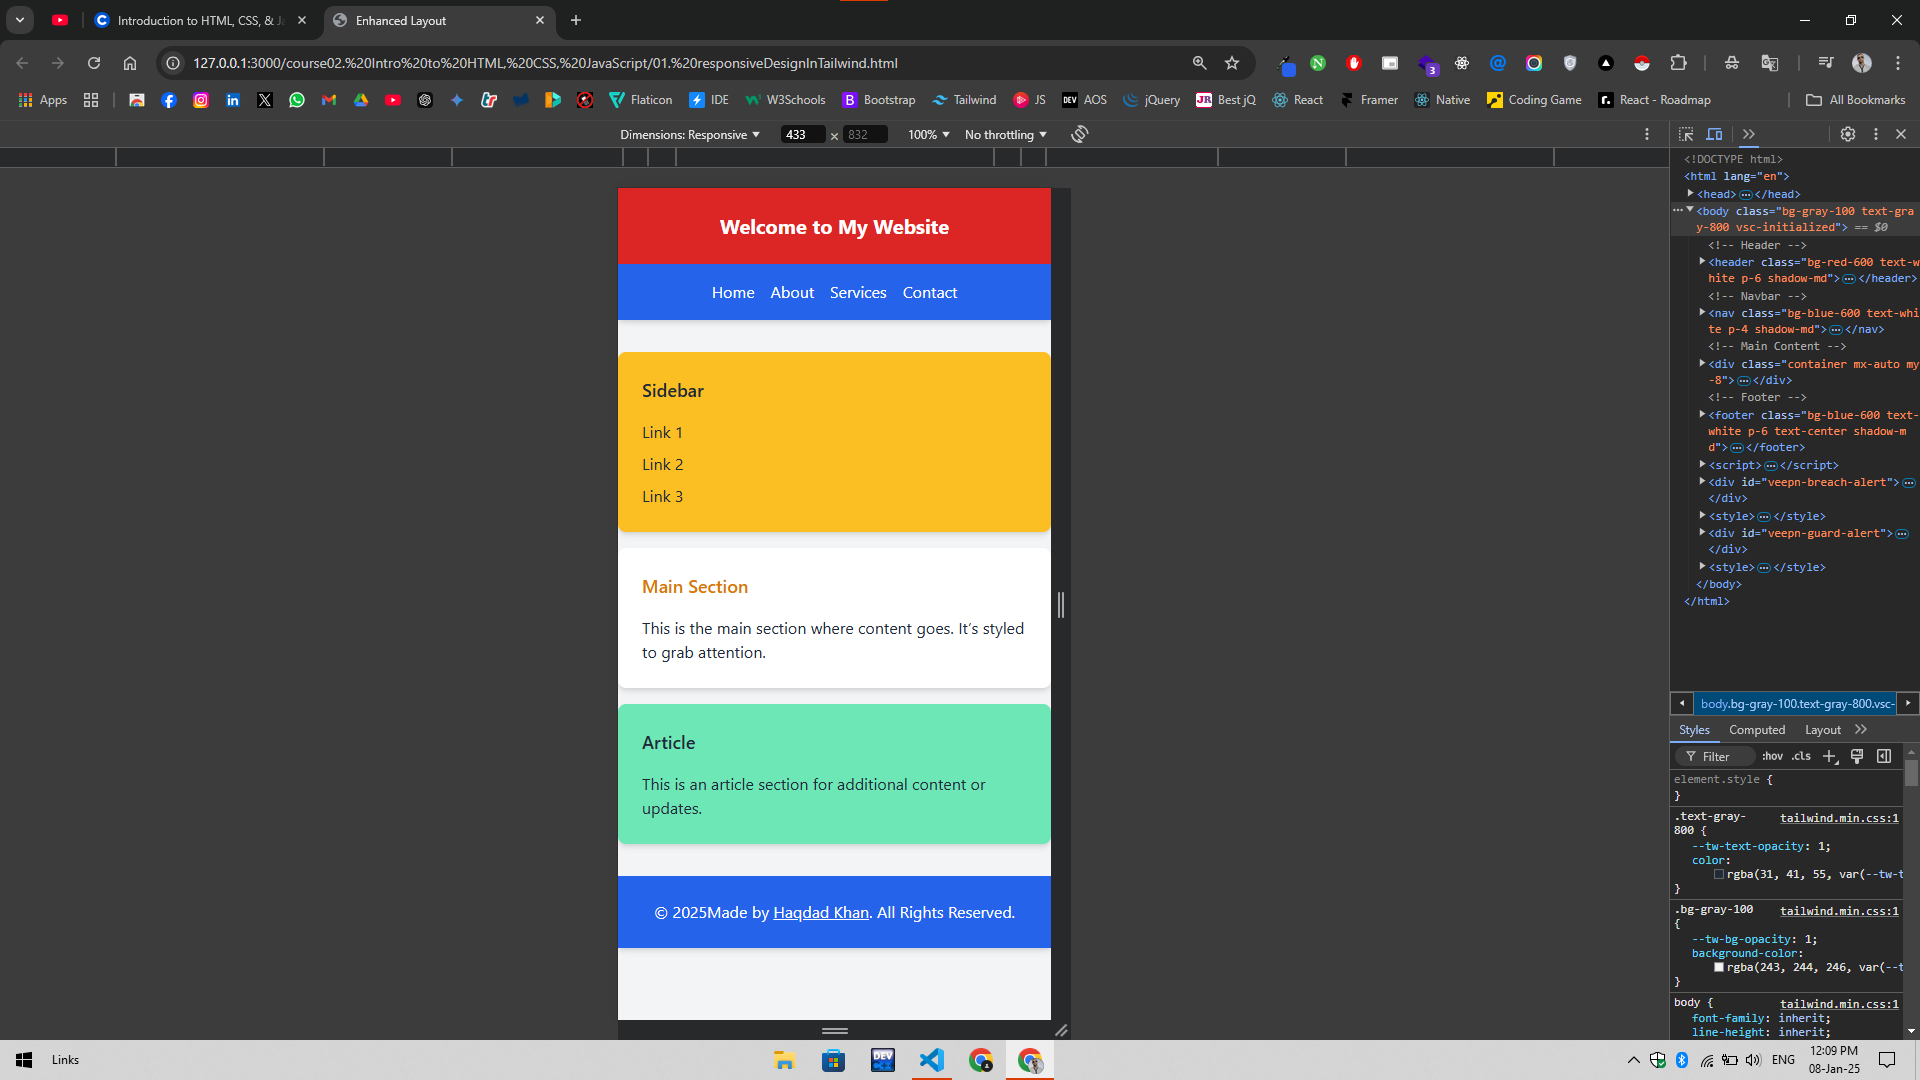 Introduction to HTML, CSS, & Ja
Enhanced Layout
127.0.0.1:3000/course02.%20Intro%20to%20HTML,%20CSS,%20JavaScript/01.%20responsiveDesignInTailwind.html
3
Apps
Flaticon
IDE
W3Schools
Bootstrap
Tailwind
JS
DEV
AOS
jQuery
JR
Best jQ
React
Framer
Native
Coding Game
React - Roadmap
All Bookmarks
Dimensions: Responsive
433
×
832
100%
No throttling
Welcome to My Website
Home
About
Services
Contact
Sidebar
Link 1
Link 2
Link 3
Main Section
This is the main section where content goes. It's styled
to grab attention.
Article
This is an article section for additional content or
updates.
© 2025Made by Haqdad Khan. All Rights Reserved.
<!DOCTYPE html>
<html lang="en">
<head>…</head>
<body class="bg-gray-100 text-gra
y-800 vsc-initialized"> == $0
<!-- Header -->
<header class="bg-red-600 text-w
hite p-6 shadow-md">…</header>
<!-- Navbar -->
<nav class="bg-blue-600 text-whi
te p-4 shadow-md">…</nav>
<!-- Main Content -->
<div class="container mx-auto my
-8">…</div>
<!-- Footer -->
<footer class="bg-blue-600 text-
white p-6 text-center shadow-m
d">…</footer>
<script>…</script>
<div id="veepn-breach-alert">…
</div>
<style>…</style>
<div id="veepn-guard-alert">…
</div>
<style>…</style>
</body>
</html>
body.bg-gray-100.text-gray-800.vsc-
Styles
Computed
Layout
Filter
:hov
.cls
element.style {
}
.text-gray-
tailwind.min.css:1
800 {
--tw-text-opacity: 1;
color:
rgba(31, 41, 55, var(--tw-t
}
.bg-gray-100
tailwind.min.css:1
{
--tw-bg-opacity: 1;
background-color:
rgba(243, 244, 246, var(--t
}
body {
tailwind.min.css:1
font-family: inherit;
line-height: inherit;
Links
DEV
ENG
12:09 PM
08-Jan-25